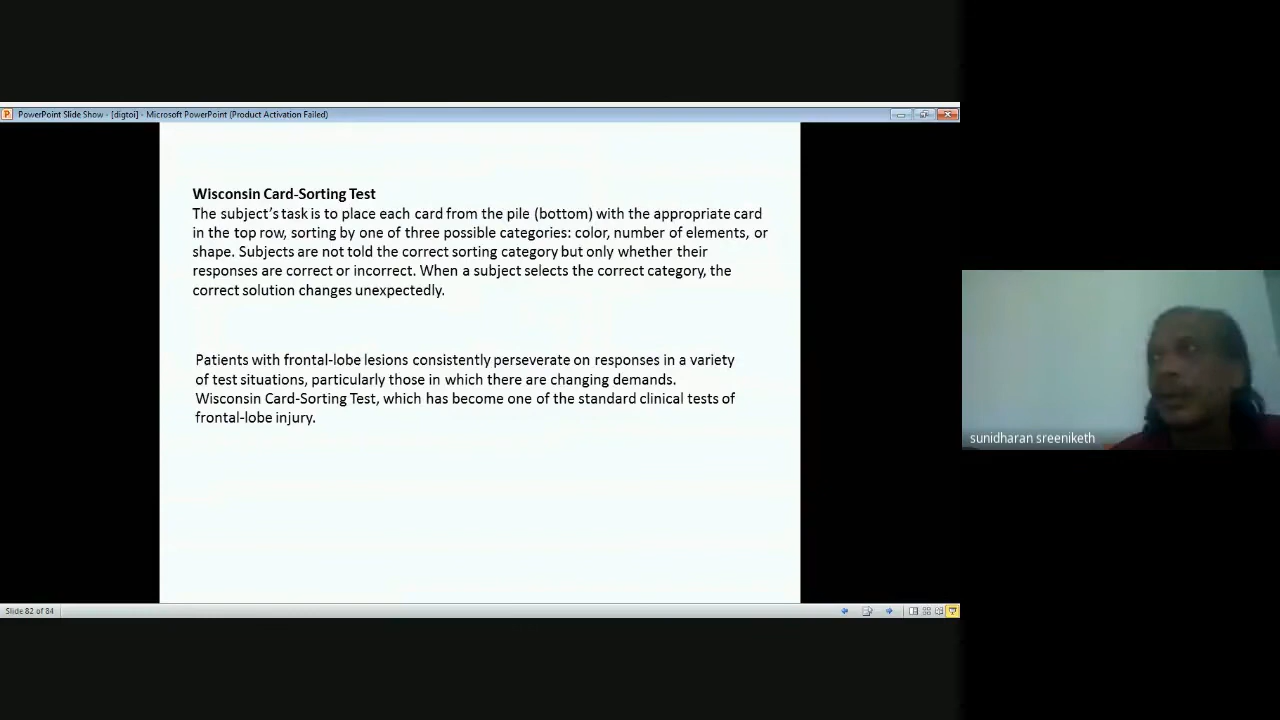 PowerPoint Slide Show - [digtoi] - Microsoft PowerPoint (Product Activation Failed)
Wisconsin Card-Sorting Test
The subject's task is to place each card from the pile (bottom) with the appropriate card
in the top row, sorting by one of three possible categories: color, number of elements, or
shape. Subjects are not told the correct sorting category but only whether their
responses are correct or incorrect. When a subject selects the correct category, the
correct solution changes unexpectedly.
Patients with frontal-lobe lesions consistently perseverate on responses in a variety
of test situations, particularly those in which there are changing demands.
Wisconsin Card-Sorting Test, which has become one of the standard clinical tests of
frontal-lobe injury.
sunidharan sreeniketh
Slide 82 of 84